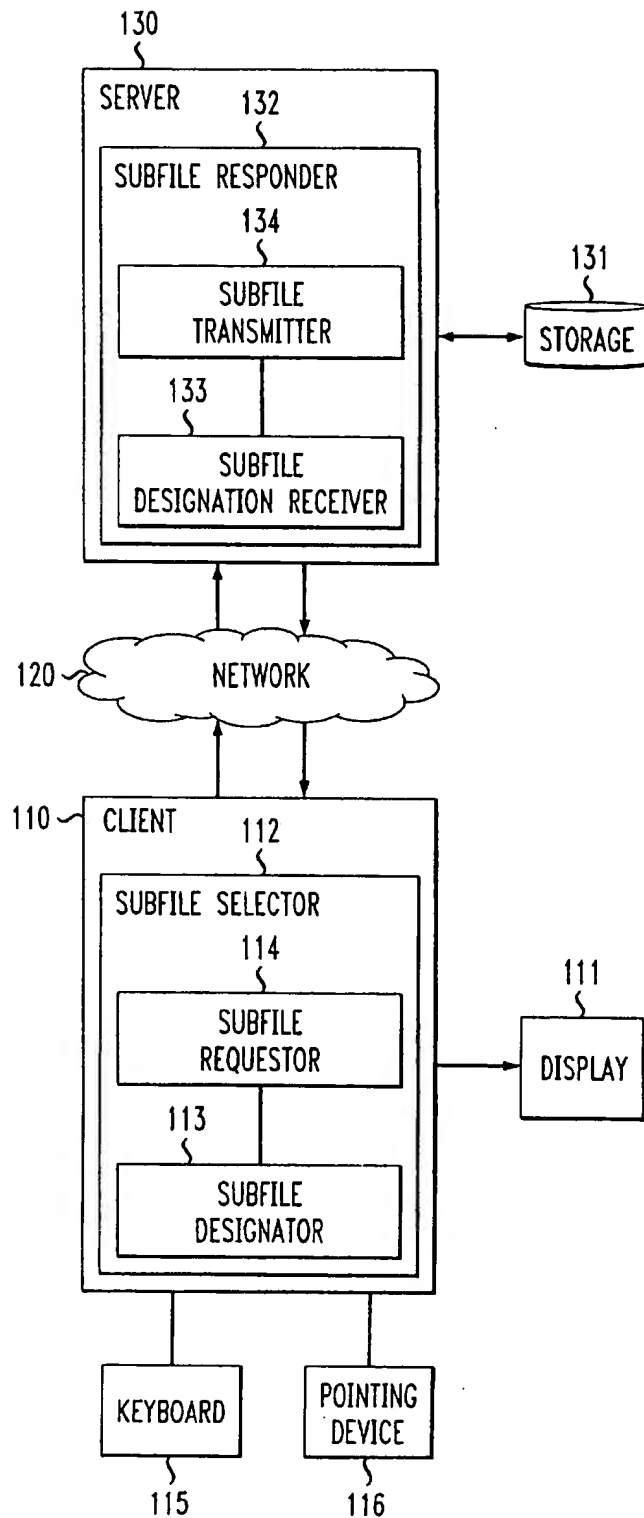 130
SERVER
132
SUBFILE RESPONDER
134
SUBFILE
TRANSMITTER
133
SUBFILE
DESIGNATION RECEIVER
131
STORAGE
120
NETWORK
110
CLIENT
112
SUBFILE SELECTOR
114
SUBFILE
REQUESTOR
113
SUBFILE
DESIGNATOR
111
DISPLAY
KEYBOARD
115
POINTING
DEVICE
116